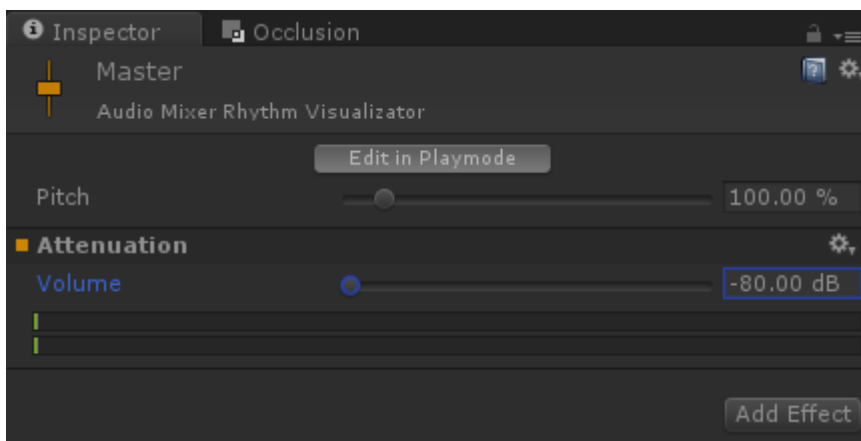 Inspector Occlusion
Master
Audio Mixer Rhythm Visualizator
Edit in Playmode
Pitch 100.00 %
Attenuation
Volume -80.00 dB
Add Effect